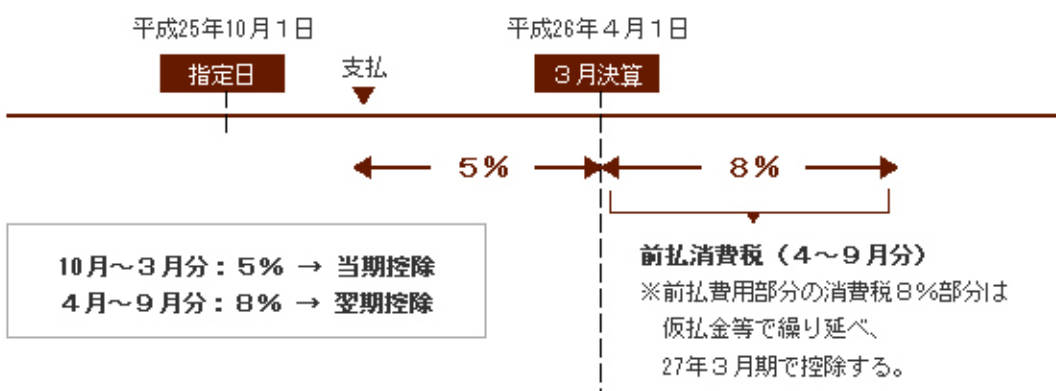 平成25年10月1日
平成26年4月1日
指定日
支払
3月決算
5%
8%
10月～3月分：5% → 当期控除
4月～9月分：8% → 翌期控除
前払消費税（4～9月分）
※前払費用部分の消費税8%部分は
仮払金等で繰り延べ、
27年3月期で控除する。